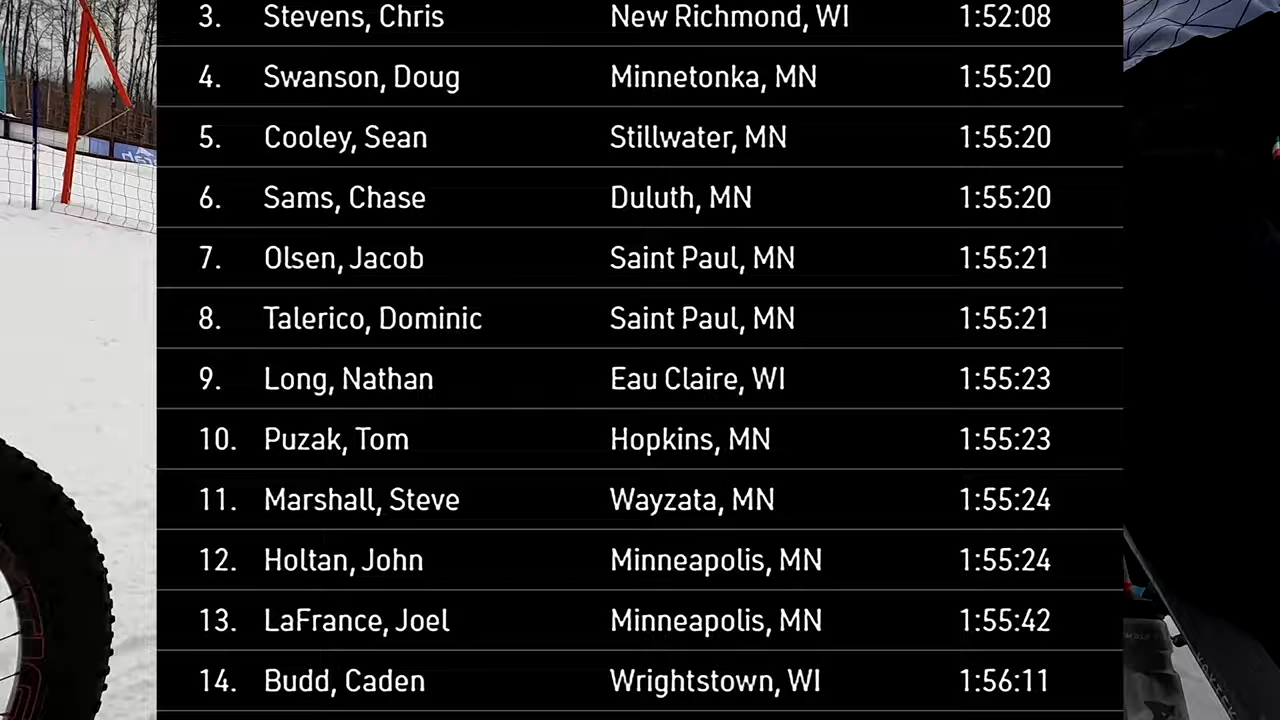 3. Stevens, Chris New Richmond, WI 1:52:08
4. Swanson, Doug Minnetonka, MN 1:55:20
5. Cooley, Sean Stillwater, MN 1:55:20
6. Sams, Chase Duluth, MN 1:55:20
7. Olsen, Jacob Saint Paul, MN 1:55:21
8. Talerico, Dominic Saint Paul, MN 1:55:21
9. Long, Nathan Eau Claire, WI 1:55:23
10. Puzak, Tom Hopkins, MN 1:55:23
11. Marshall, Steve Wayzata, MN 1:55:24
12. Holtan, John Minneapolis, MN 1:55:24
13. LaFrance, Joel Minneapolis, MN 1:55:42
14. Budd, Caden Wrightstown, WI 1:56:11